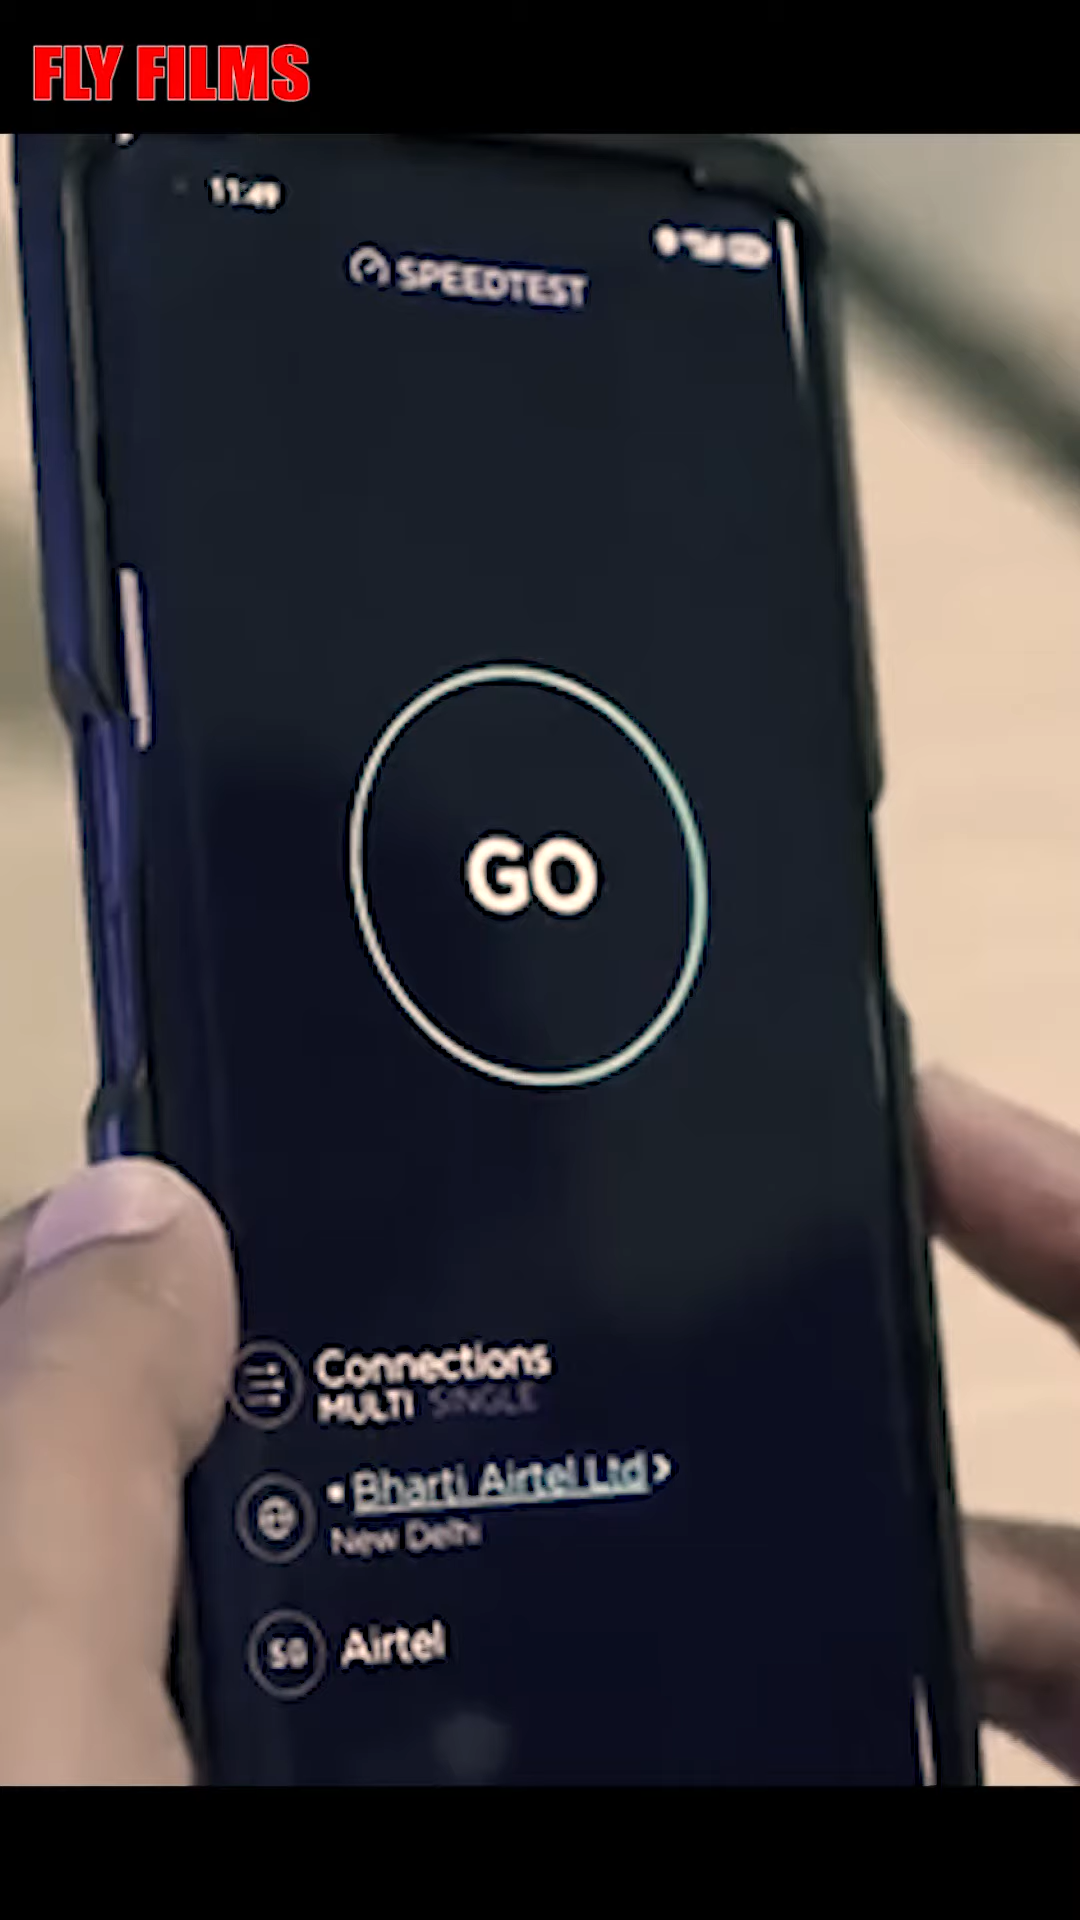 FLY FILMS
11:49
SPEEDTEST
GO
Connections
MULTI SINGLE
• Bharti Airtel Ltd >
New Delhi
Airtel